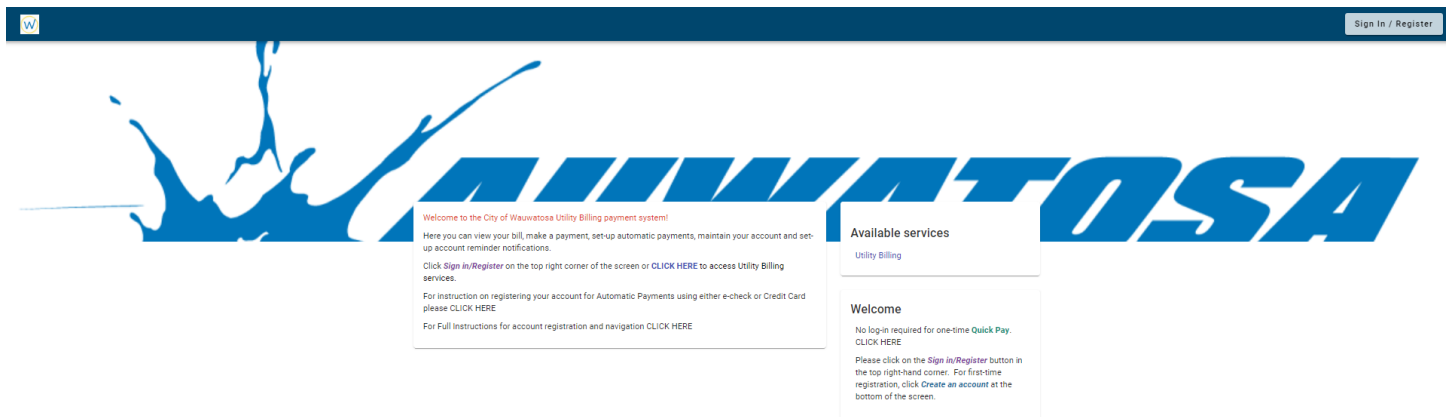 W
Sign In / Register
WAUWATOSA
Welcome to the City of Wauwatosa Utility Billing payment system!
Here you can view your bill, make a payment, set-up automatic payments, maintain your account and set-
up account reminder notifications.
Click Sign in/Register on the top right corner of the screen or CLICK HERE to access Utility Billing
services.
For instruction on registering your account for Automatic Payments using either e-check or Credit Card
please CLICK HERE
For Full Instructions for account registration and navigation CLICK HERE
Available services
Utility Billing
Welcome
No log-in required for one-time Quick Pay.
CLICK HERE
Please click on the Sign in/Register button in
the top right-hand corner. For first-time
registration, click Create an account at the
bottom of the screen.